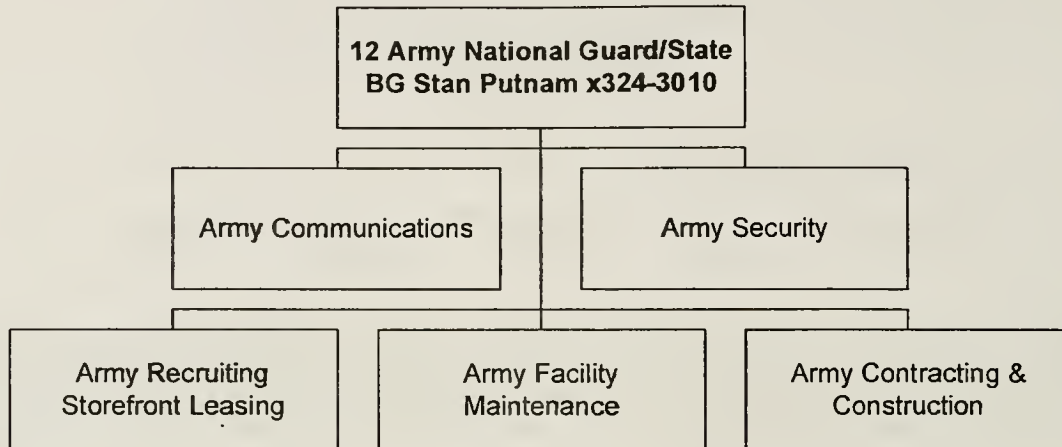 12 Army National Guard/State
BG Stan Putnam x324-3010
Army Communications
Army Security
Army Recruiting
Storefront Leasing
Army Facility
Maintenance
Army Contracting &
Construction